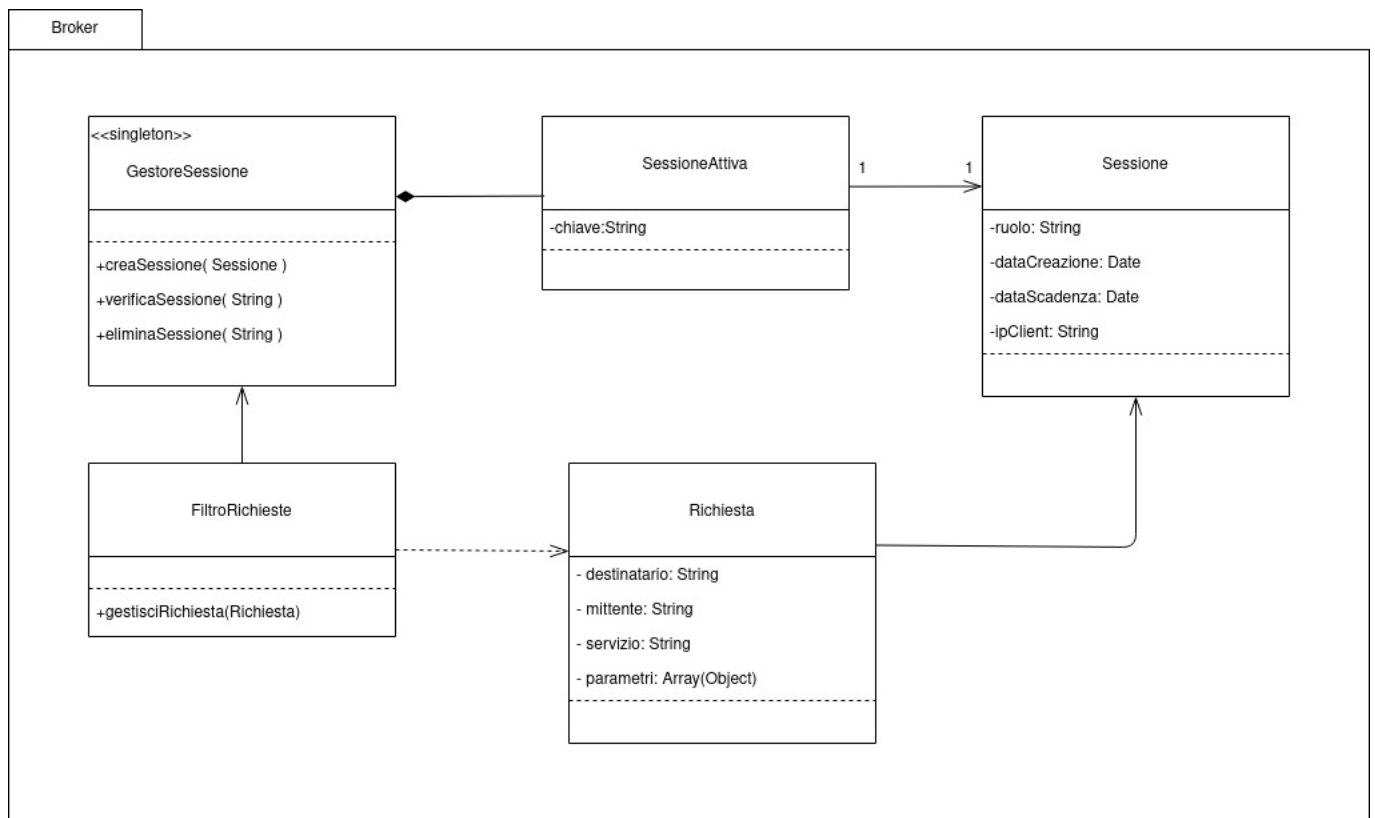 Broker
<<singleton>>
GestoreSessione
+creaSessione( Sessione )
+verificaSessione( String )
+eliminaSessione( String )
SessioneAttiva
-chiave:String
1
1
Sessione
-ruolo: String
-dataCreazione: Date
-dataScadenza: Date
-ipClient: String
FiltroRichieste
+gestisciRichiesta(Richiesta)
Richiesta
- destinatario: String
- mittente: String
- servizio: String
- parametri: Array(Object)